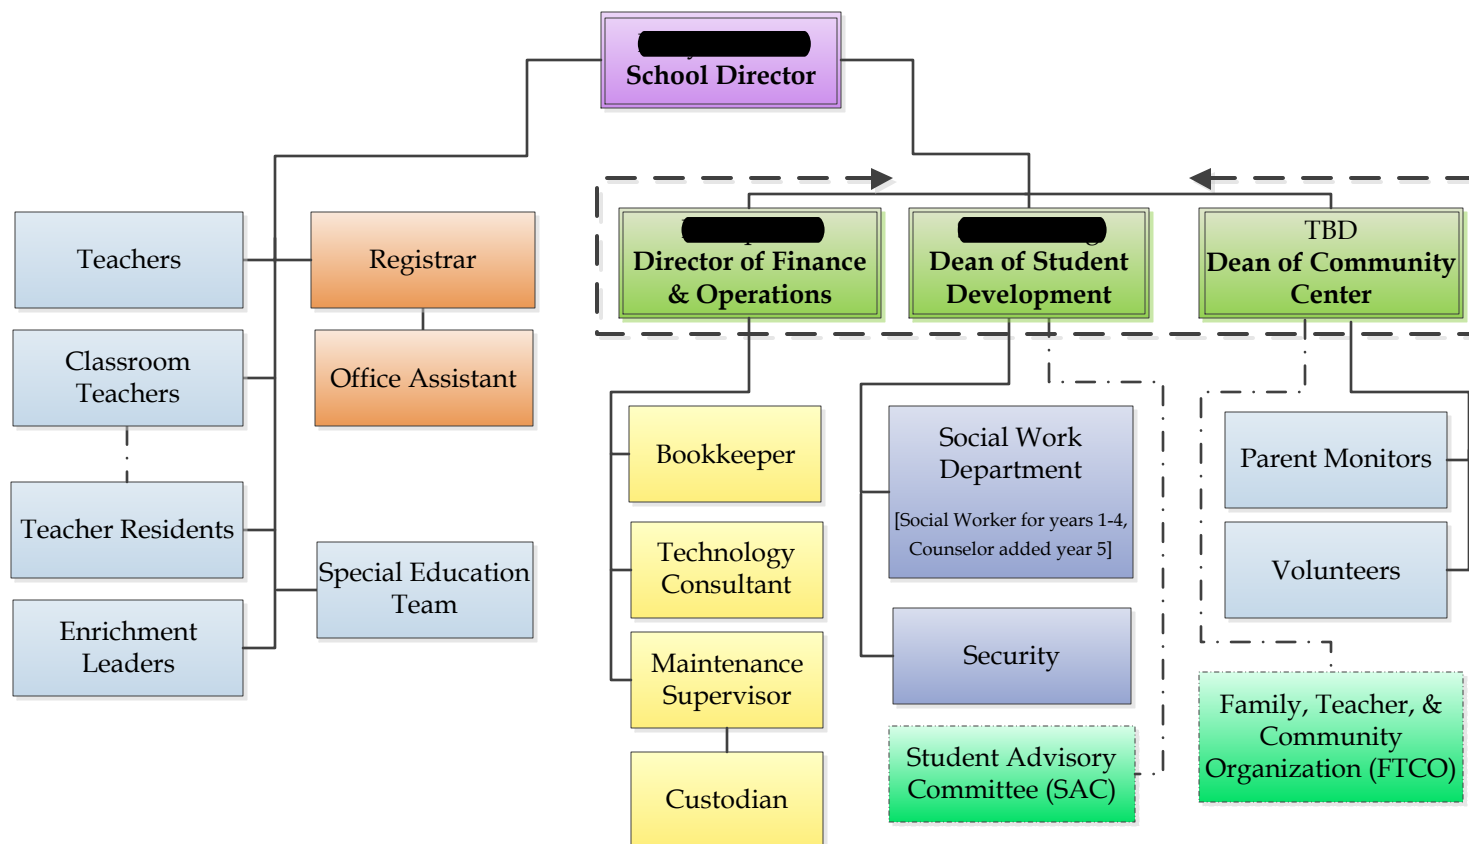 School Director
Teachers
Registrar
Classroom
Teachers
Office Assistant
Teacher Residents
Special Education
Team
Enrichment
Leaders
Director of Finance
& Operations
Dean of Student
Development
TBD
Dean of Community
Center
Bookkeeper
Technology
Consultant
Maintenance
Supervisor
Custodian
Social Work
Department
[Social Worker for years 1-4,
Counselor added year 5]
Security
Student Advisory
Committee (SAC)
Parent Monitors
Volunteers
Family, Teacher, &
Community
Organization (FTCO)